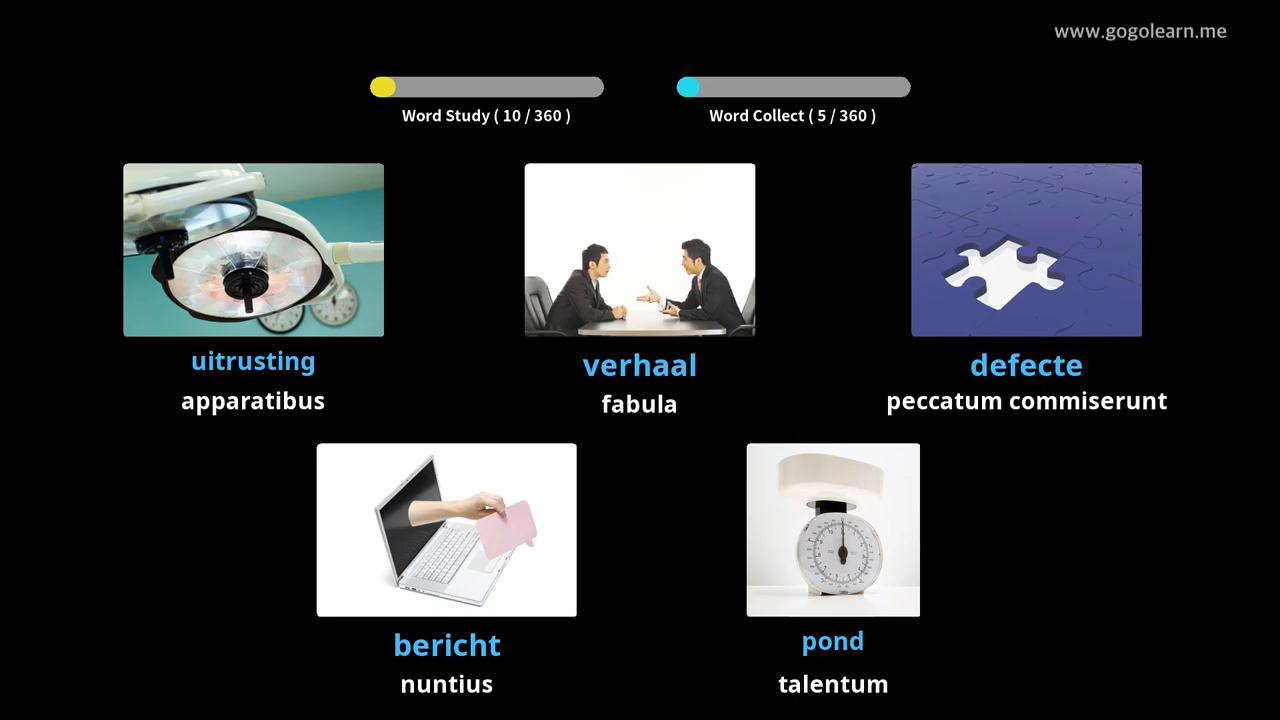 www.gogolearn.me
Word Study ( 10 / 360 )
Word Collect ( 5 / 360 )
uitrusting
apparatibus
verhaal
fabula
defecte
peccatum commiserunt
bericht
nuntius
pond
talentum